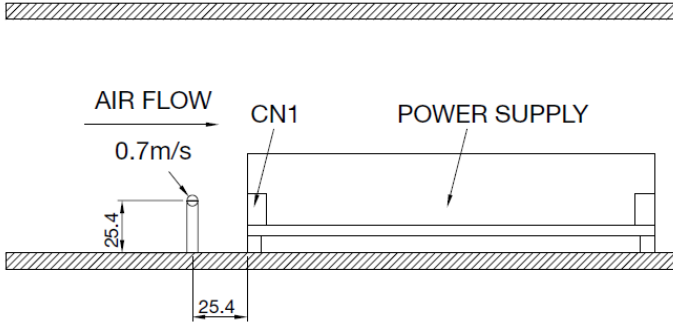 AIR FLOW
CN1
POWER SUPPLY
0.7m/s
25.4
25.4